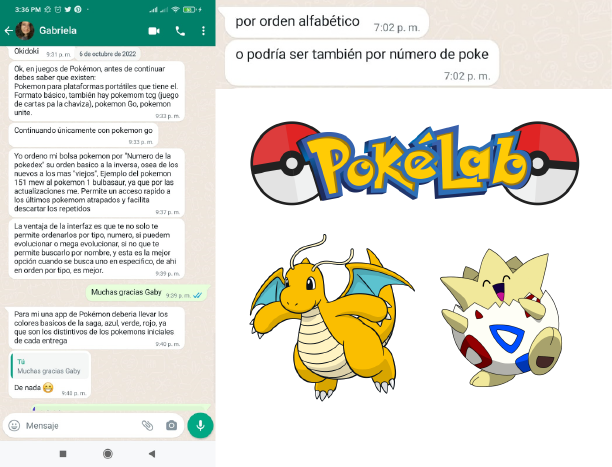 3:36 PM
Gabriela
Okidoki
9:31 p. m.
6 de octubre de 2022
Ok, en juegos de Pokémon, antes de continuar
debes saber que existen:
Pokemon para plataformas portátiles que tiene el.
Formato básico, también hay pokemom tcg (juego
de cartas pa la chaviza), pokemon Go, pokemon
unite.
9:33 p. m.
Continuando únicamente con pokemon go
9:33 p. m.
Yo ordeno mi bolsa pokemon por "Numero de la
pokedex" su orden basico a la inversa, osea de los
nuevos a los mas "viejos", Ejemplo del pokemon
151 mew al pokemon 1 bulbasaur, ya que por las
actualizaciones me. Permite un acceso rapido a
los últimos pokemom atrapados y facilita
descartar los repetidos
9:37 p. m.
La ventaja de la interfaz es que te no solo te
permite ordenarlos por tipo, numero, si puedem
evolucionar o mega evolucionar, si no que te
permite buscarlo por nombre, y esta es la mejor
opción cuando se busca uno en especifico, de ahi
en orden por tipo, es mejor.
9:39 p. m.
Muchas gracias Gaby
9:39 p. m.
Para mi una app de Pokémon deberia llevar los
colores basicos de la saga, azul, verde, rojo, ya
que son los distintivos de los pokemons iniciales
de cada entrega
9:40 p. m.
Tú
Muchas gracias Gaby
De nada
9:40 p. m.
Mensaje
por orden alfabético
7:02 p. m.
o podría ser también por número de poke
7:02 p. m.
PokéLab